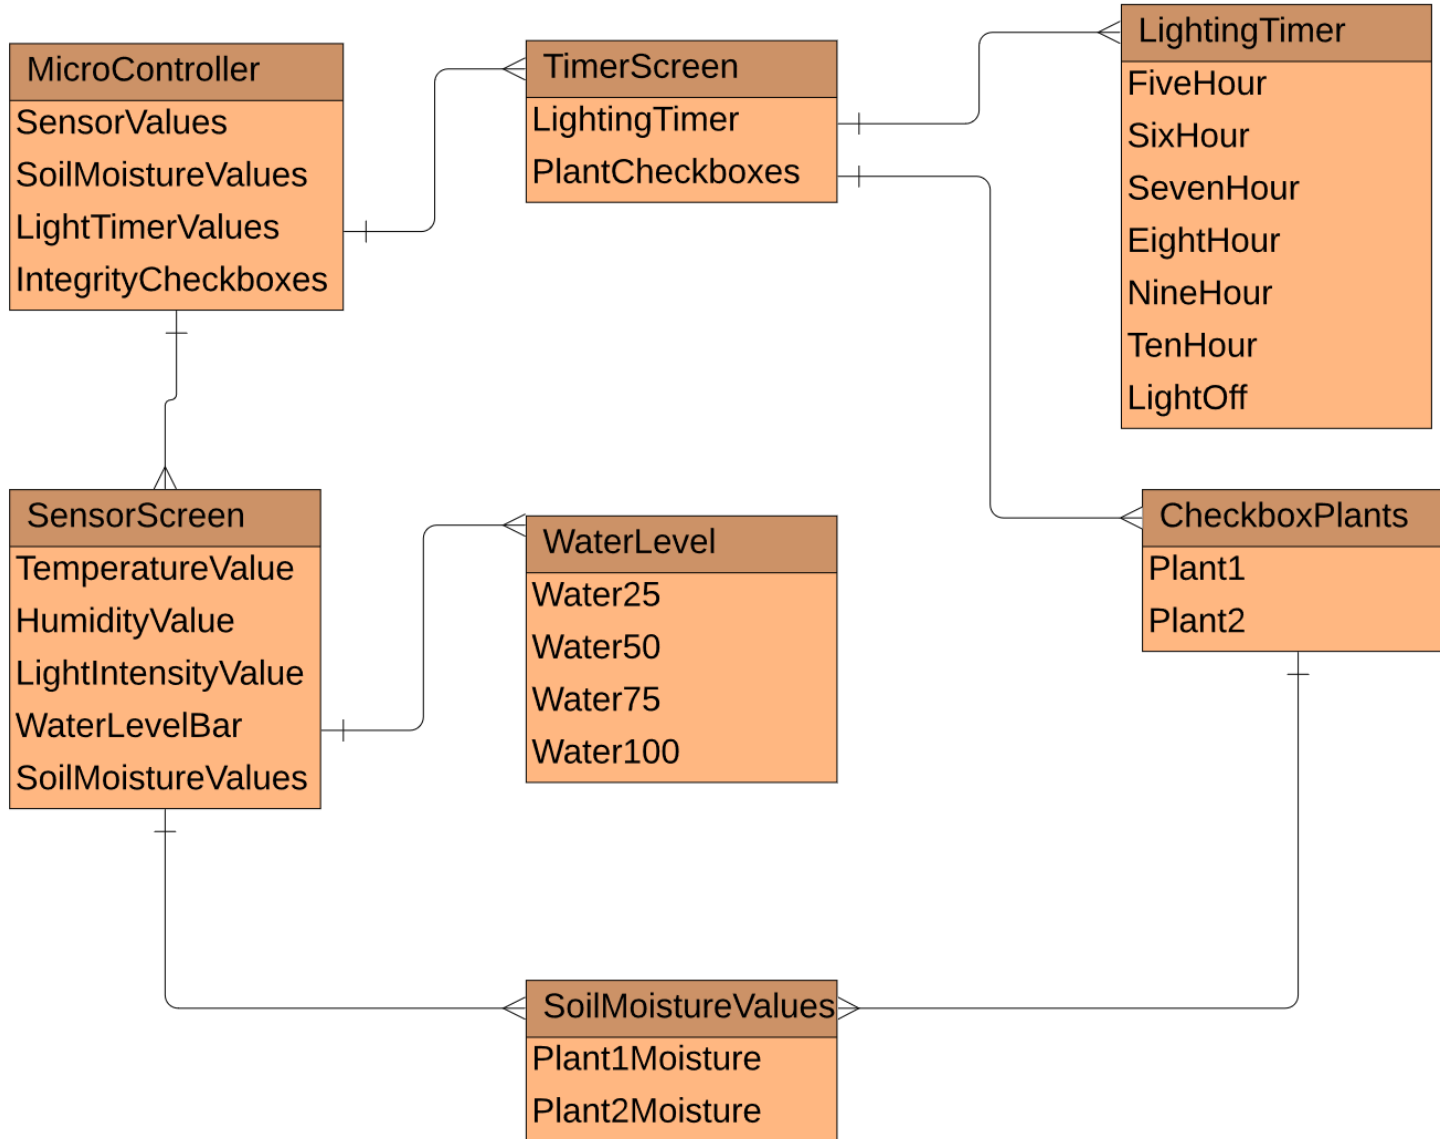 MicroController
SensorValues
SoilMoistureValues
LightTimerValues
IntegrityCheckboxes
TimerScreen
LightingTimer
PlantCheckboxes
LightingTimer
FiveHour
SixHour
SevenHour
EightHour
NineHour
TenHour
LightOff
SensorScreen
TemperatureValue
HumidityValue
LightIntensityValue
WaterLevelBar
SoilMoistureValues
WaterLevel
Water25
Water50
Water75
Water100
CheckboxPlants
Plant1
Plant2
SoilMoistureValues
Plant1Moisture
Plant2Moisture